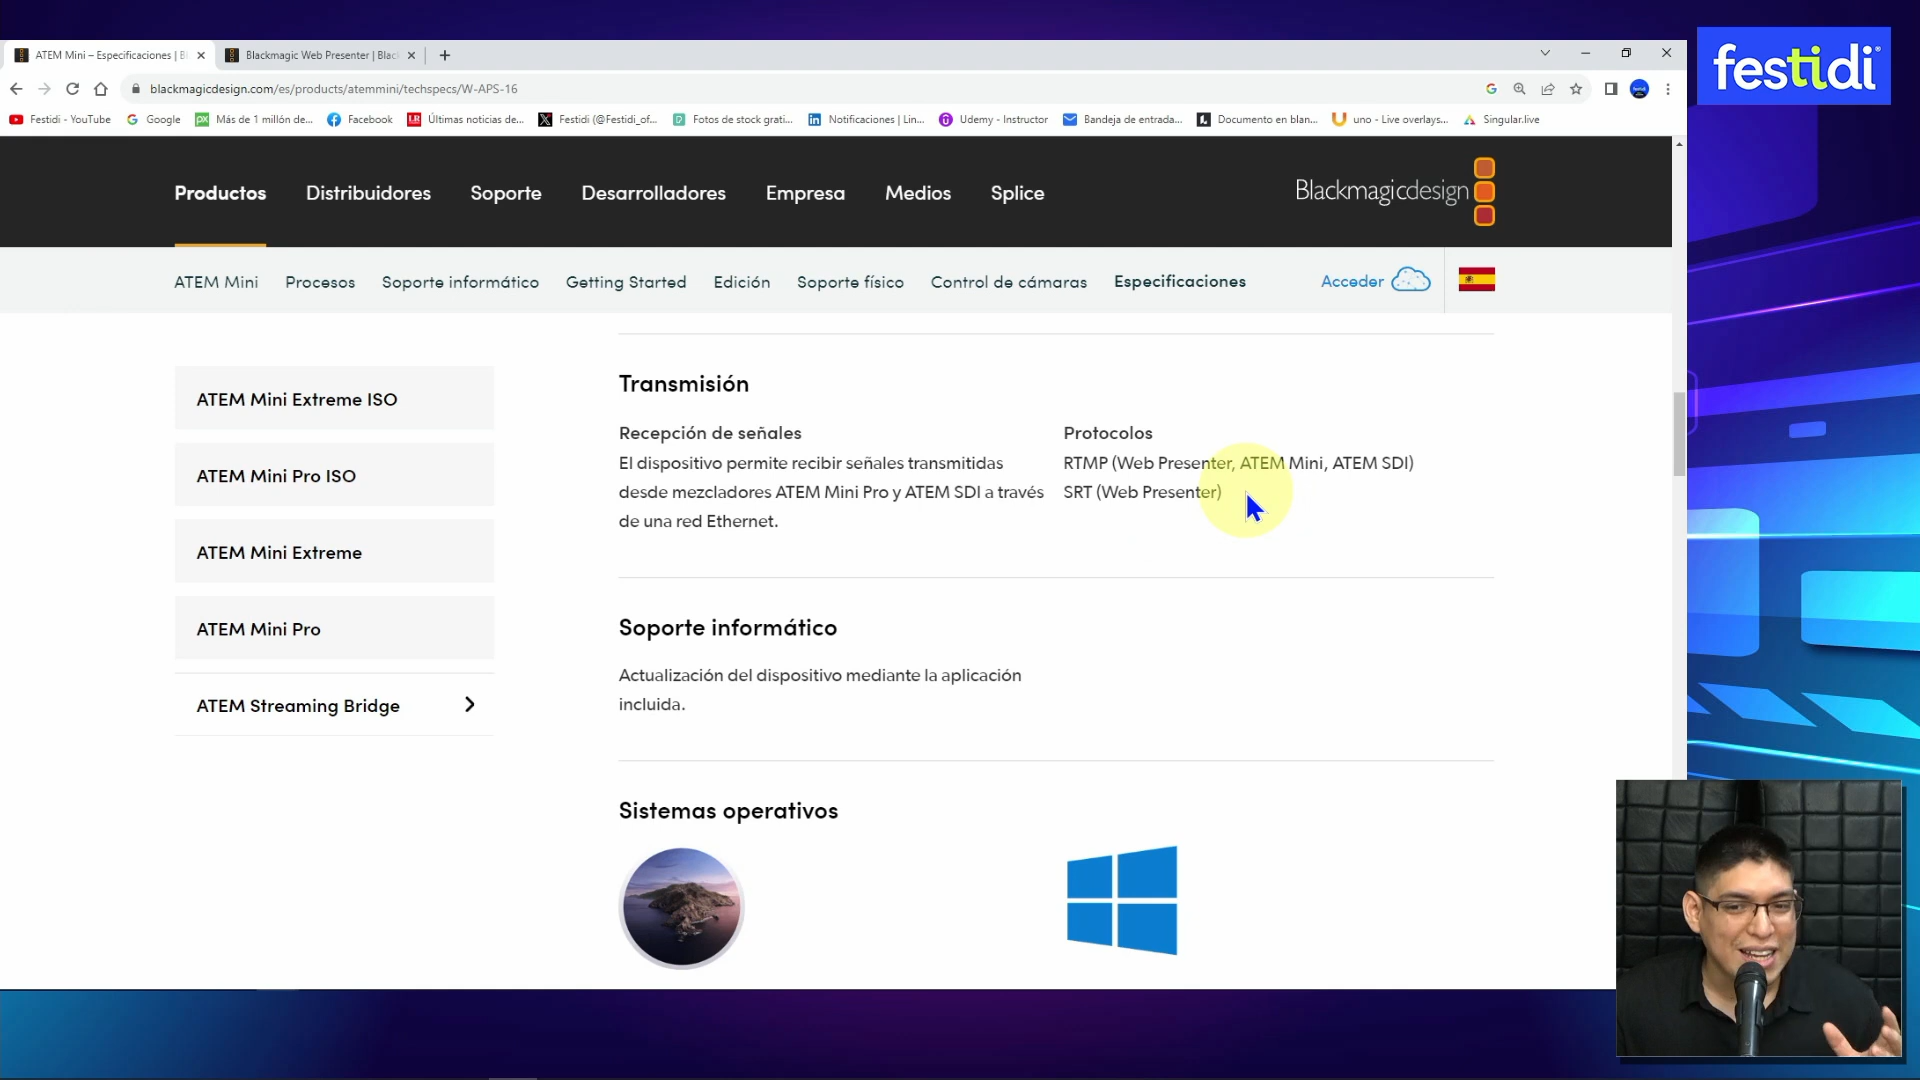 festidi
ATEM Mini – Especificaciones | Bl
Blackmagic Web Presenter | Black
blackmagicdesign.com/es/products/atemmini/techspecs/W-APS-16
Festidi - YouTube
Google
Más de 1 millón de...
Facebook
Últimas noticias de...
Festidi (@Festidi_of...
Fotos de stock grati...
Notificaciones | Lin...
Udemy - Instructor
Bandeja de entrada...
Documento en blan...
uno - Live overlays...
Singular.live
Productos
Distribuidores
Soporte
Desarrolladores
Empresa
Medios
Splice
Blackmagicdesign
ATEM Mini
Procesos
Soporte informático
Getting Started
Edición
Soporte físico
Control de cámaras
Especificaciones
Acceder
ATEM Mini Extreme ISO
ATEM Mini Pro ISO
ATEM Mini Extreme
ATEM Mini Pro
ATEM Streaming Bridge
Transmisión
Recepción de señales
El dispositivo permite recibir señales transmitidas
desde mezcladores ATEM Mini Pro y ATEM SDI a través
de una red Ethernet.
Protocolos
RTMP (Web Presenter, ATEM Mini, ATEM SDI)
SRT (Web Presenter)
Soporte informático
Actualización del dispositivo mediante la aplicación
incluida.
Sistemas operativos